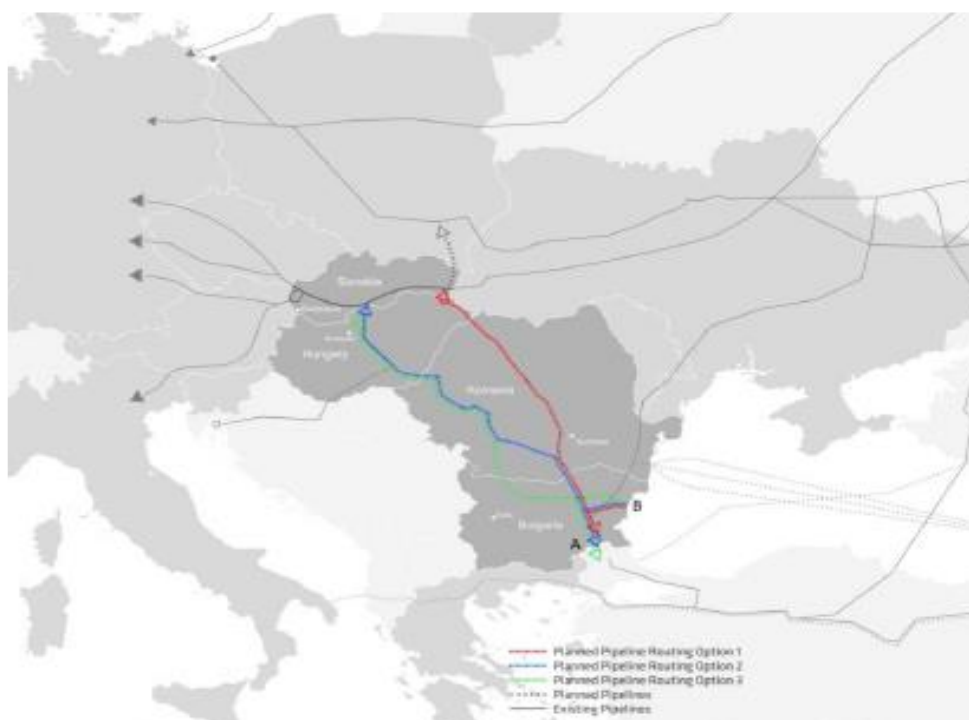 Slovakia
Hungary
Romania
Bulgaria
B
A
Planned Pipeline Routing Option 1
Planned Pipeline Routing Option 2
Planned Pipeline Routing Option 3
Planned Pipelines
Existing Pipelines